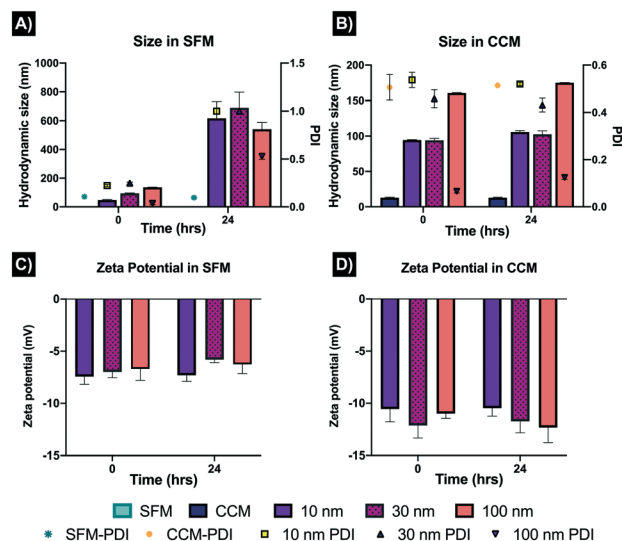 A)
Size in SFM
Hydrodynamic size (nm)
1000
800
600
400
200
0
1.5
1.0
0.5
0.0
PDI
0
24
Time (hrs)
B)
Size in CCM
Hydrodynamic size (nm)
200
150
100
50
0
0.6
0.4
0.2
0.0
PDI
0
24
Time (hrs)
C)
Zeta Potential in SFM
Zeta potential (mV)
0
-5
-10
-15
0
24
Time (hrs)
D)
Zeta Potential in CCM
Zeta potential (mV)
0
-5
-10
-15
0
24
Time (hrs)
SFM CCM 10 nm 30 nm 100 nm
SFM-PDI CCM-PDI 10 nm PDI 30 nm PDI 100 nm PDI